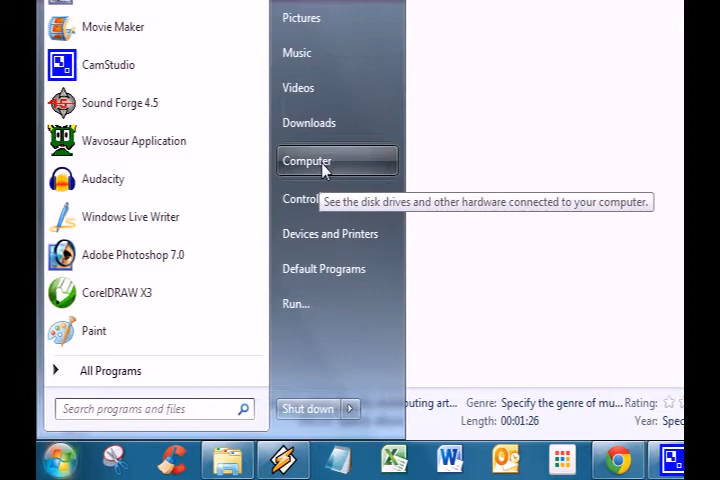 Movie Maker
CamStudio
Sound Forge 4.5
Wavosaur Application
Audacity
Windows Live Writer
Adobe Photoshop 7.0
CorelDRAW X3
Paint
All Programs
Search programs and files
Pictures
Music
Videos
Downloads
Computer
Control
See the disk drives and other hardware connected to your computer.
Devices and Printers
Default Programs
Run...
Shut down
buting art... Genre: Specify the genre of mu... Rating:
Length: 00:01:26 Year: Spec